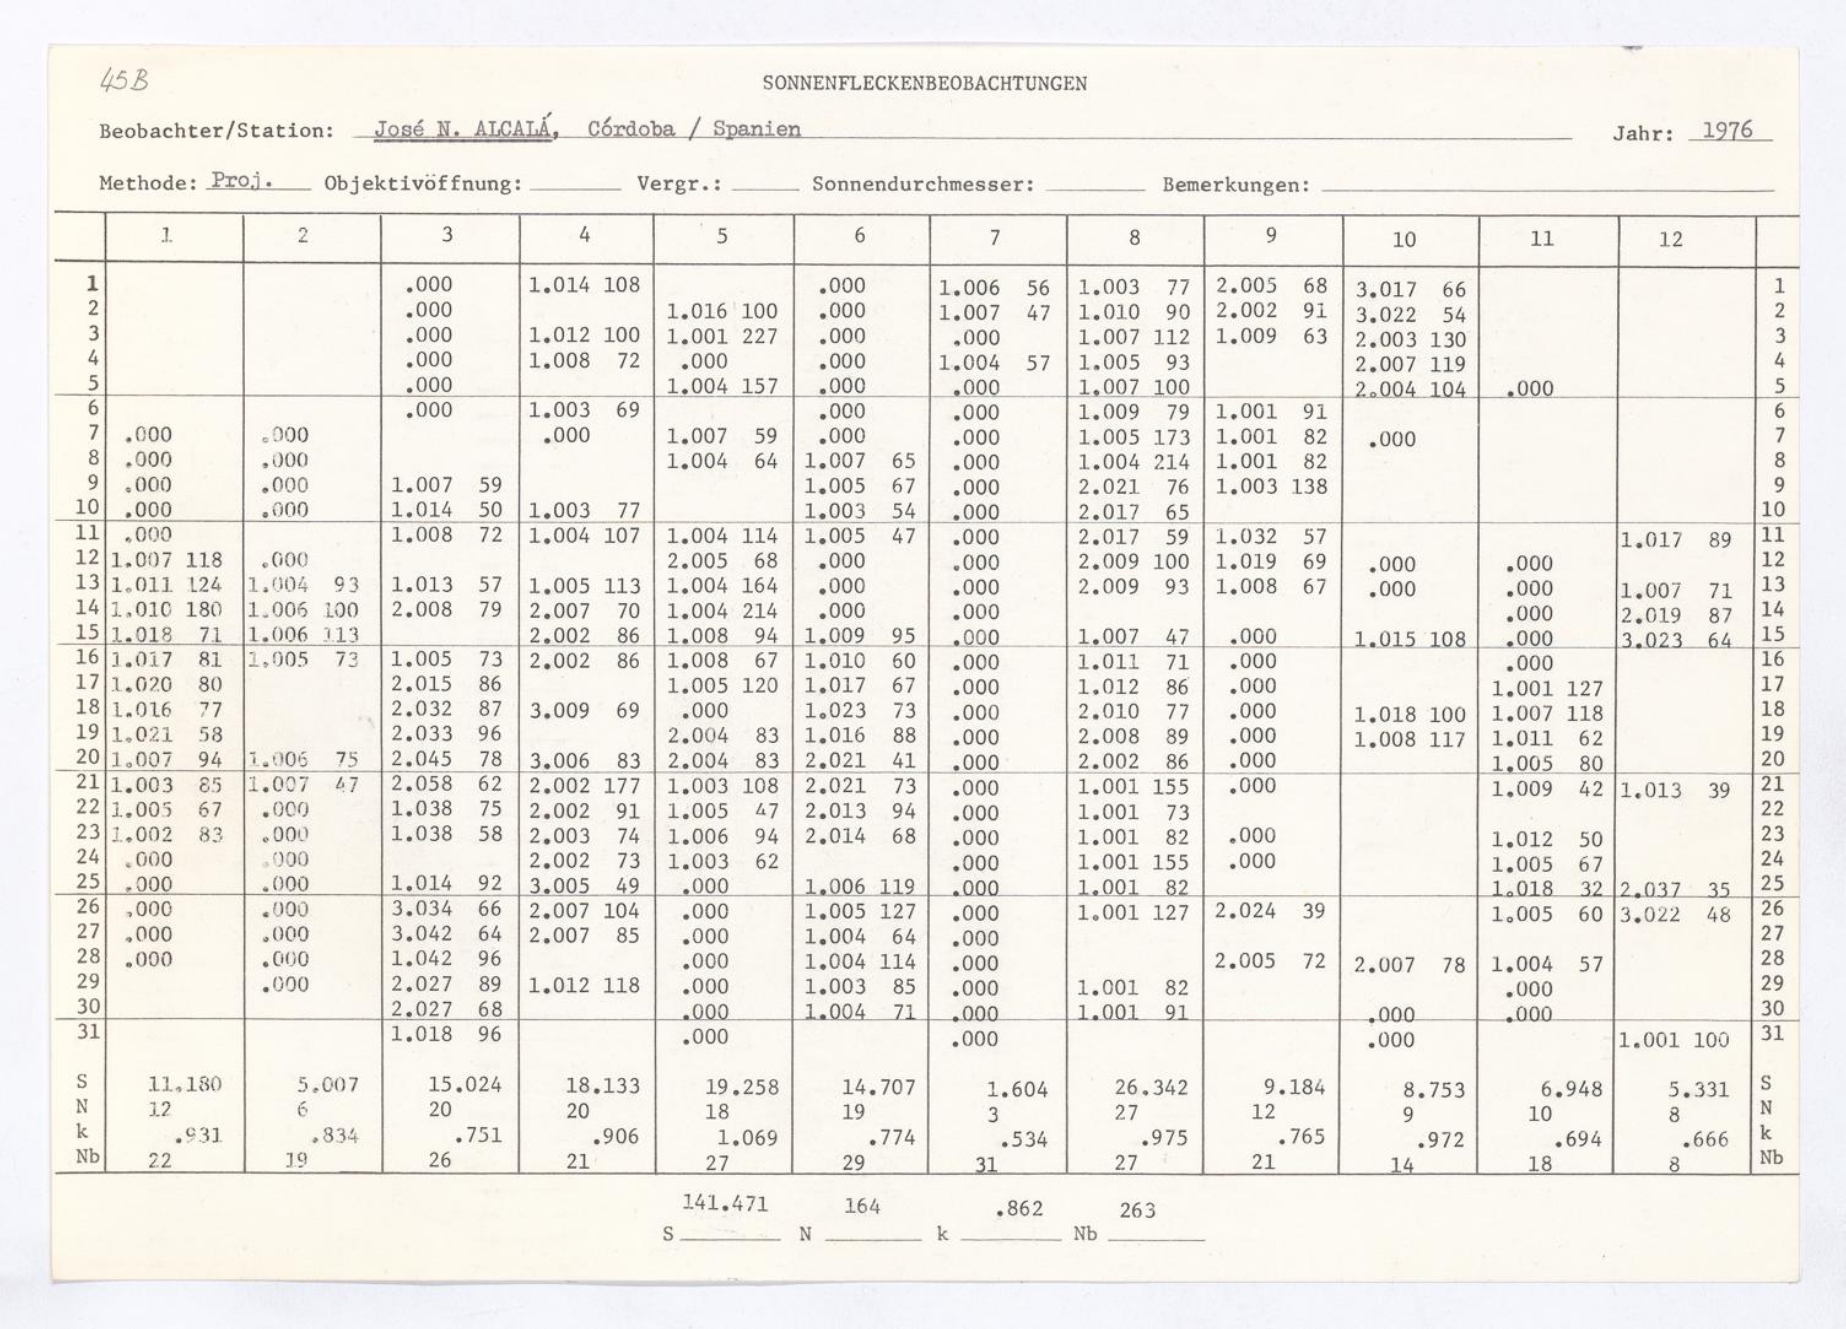 45B
SONNENFLECKENBEOBACHTUNGEN
Beobachter/Station: José N. ALCALÁ, Córdoba / Spanien Jahr: 1976
Methode: Proj. Objektivöffnung: Vergr.: Sonnendurchmesser: Bemerkungen:
1 2 3 4 5 6 7 8 9 10 11 12
1 .000 1.014 108 .000 1.006 56 1.003 77 2.005 68 3.017 66 1
2 .000 1.016 100 .000 1.007 47 1.010 90 2.002 91 3.022 54 2
3 .000 1.012 100 1.001 227 .000 .000 1.007 112 1.009 63 2.003 130 3
4 .000 1.008 72 .000 .000 1.004 57 1.005 93 2.007 119 4
5 .000 1.004 157 .000 .000 1.007 100 2.004 104 .000 5
6 .000 1.003 69 .000 .000 1.009 79 1.001 91 6
7 .000 .000 .000 1.007 59 .000 .000 1.005 173 1.001 82 .000 7
8 .000 .000 1.004 64 1.007 65 .000 1.004 214 1.001 82 8
9 .000 .000 1.007 59 1.005 67 .000 2.021 76 1.003 138 9
10 .000 .000 1.014 50 1.003 77 1.003 54 .000 2.017 65 10
11 .000 1.008 72 1.004 107 1.004 114 1.005 47 .000 2.017 59 1.032 57 1.017 89 11
12 1.007 118 .000 2.005 68 .000 .000 2.009 100 1.019 69 .000 .000 12
13 1.011 124 1.004 93 1.013 57 1.005 113 1.004 164 .000 .000 2.009 93 1.008 67 .000 .000 1.007 71 13
14 1.010 180 1.006 100 2.008 79 2.007 70 1.004 214 .000 .000 .000 2.019 87 14
15 1.018 71 1.006 113 2.002 86 1.008 94 1.009 95 .000 1.007 47 .000 1.015 108 .000 3.023 64 15
16 1.017 81 1.005 73 1.005 73 2.002 86 1.008 67 1.010 60 .000 1.011 71 .000 .000 16
17 1.020 80 2.015 86 1.005 120 1.017 67 .000 1.012 86 .000 1.001 127 17
18 1.016 77 2.032 87 3.009 69 .000 1.023 73 .000 2.010 77 .000 1.018 100 1.007 118 18
19 1.021 58 2.033 96 2.004 83 1.016 88 .000 2.008 89 .000 1.008 117 1.011 62 19
20 1.007 94 1.006 75 2.045 78 3.006 83 2.004 83 2.021 41 .000 2.002 86 .000 1.005 80 20
21 1.003 85 1.007 47 2.058 62 2.002 177 1.003 108 2.021 73 .000 1.001 155 .000 1.009 42 1.013 39 21
22 1.005 67 .000 1.038 75 2.002 91 1.005 47 2.013 94 .000 1.001 73 22
23 1.002 83 .000 1.038 58 2.003 74 1.006 94 2.014 68 .000 1.001 82 .000 1.012 50 23
24 .000 .000 2.002 73 1.003 62 .000 1.001 155 .000 1.005 67 24
25 .000 .000 1.014 92 3.005 49 .000 1.006 119 .000 1.001 82 1.018 32 2.037 35 25
26 .000 .000 3.034 66 2.007 104 .000 1.005 127 .000 1.001 127 2.024 39 1.005 60 3.022 48 26
27 .000 .000 3.042 64 2.007 85 .000 1.004 64 .000 27
28 .000 .000 1.042 96 .000 1.004 114 .000 2.005 72 2.007 78 1.004 57 28
29 .000 2.027 89 1.012 118 .000 1.003 85 .000 1.001 82 .000 29
30 2.027 68 .000 1.004 71 .000 1.001 91 .000 .000 30
31 1.018 96 .000 .000 .000 1.001 100 31
S 11.180 5.007 15.024 18.133 19.258 14.707 1.604 26.342 9.184 8.753 6.948 5.331 S
N 12 6 20 20 18 19 3 27 12 9 10 8 N
k .931 .834 .751 .906 1.069 .774 .534 .975 .765 .972 .694 .666 k
Nb 22 19 26 21 27 29 31 27 21 14 18 8 Nb
141.471 164 .862 263
S N k Nb